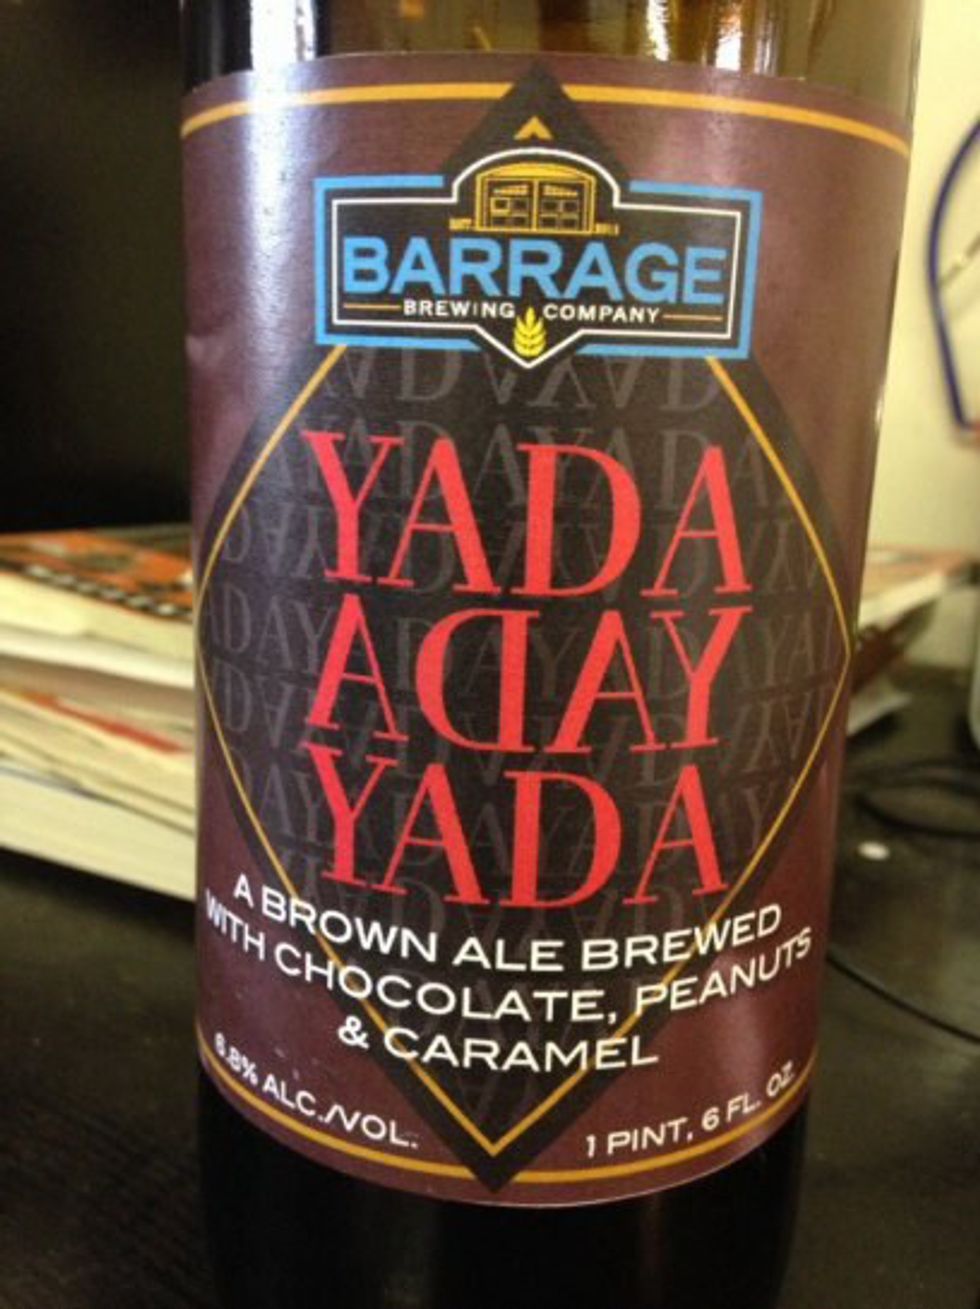 BARRAGE
BREWING COMPANY
YADA
YADA
YADA
A BROWN ALE BREWED
WITH CHOCOLATE, PEANUTS
& CARAMEL
6.8% ALC./VOL.
1 PINT, 6 FL. OZ.